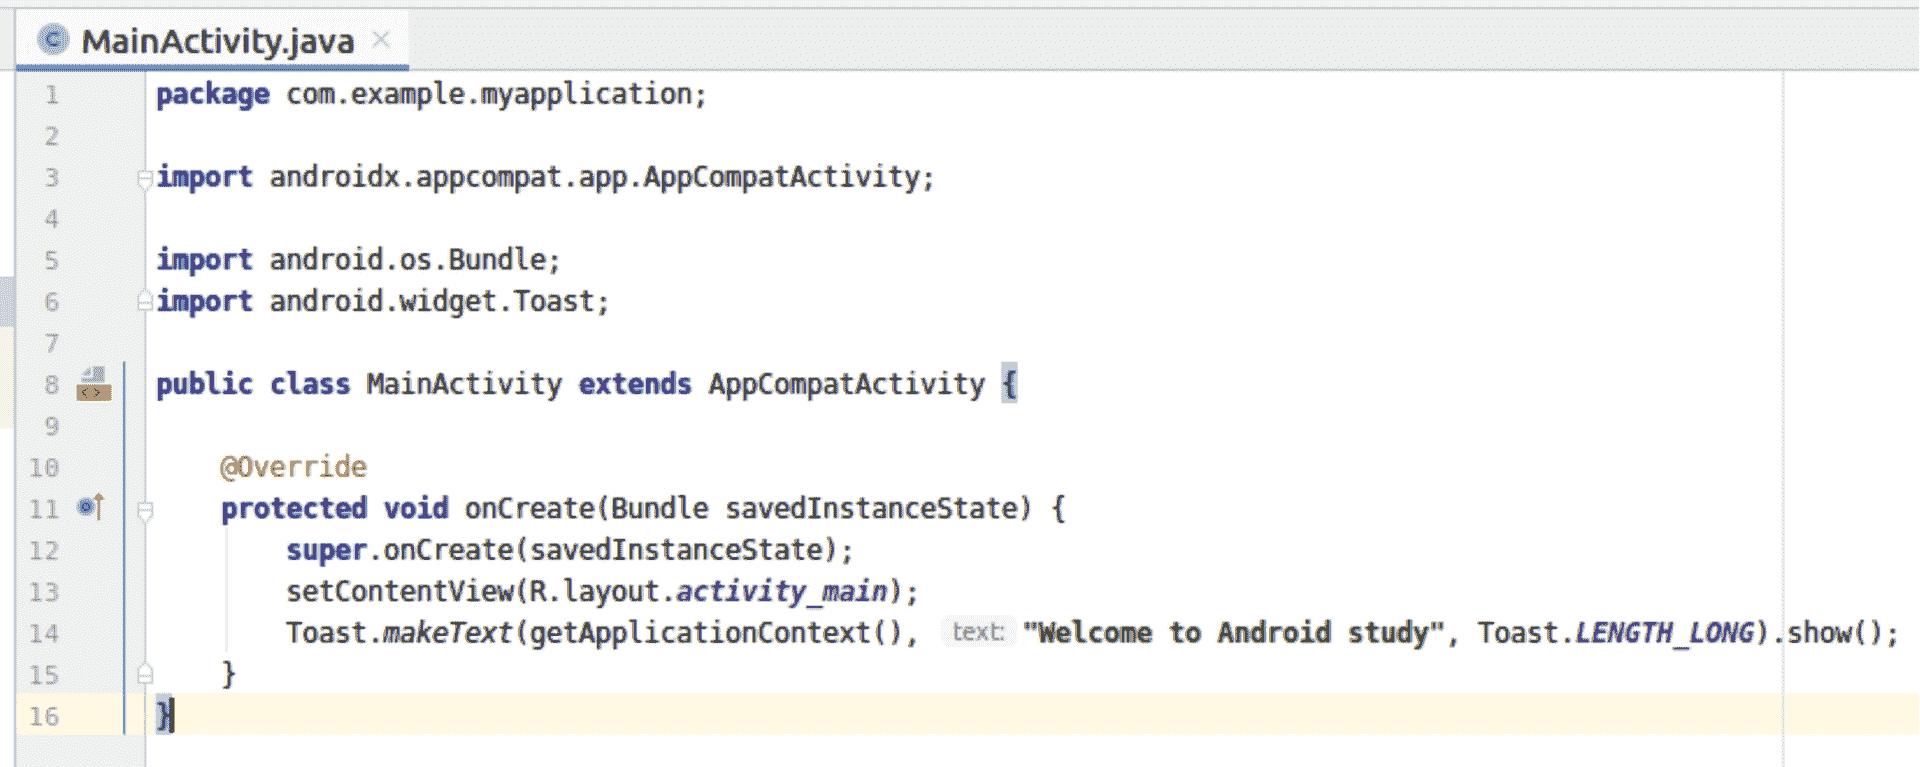 MainActivity.java
1 package com.example.myapplication;
2
3 import androidx.appcompat.app.AppCompatActivity;
4
5 import android.os.Bundle;
6 import android.widget.Toast;
7
8 public class MainActivity extends AppCompatActivity {
9
10 @Override
11 protected void onCreate(Bundle savedInstanceState) {
12 super.onCreate(savedInstanceState);
13 setContentView(R.layout.activity_main);
14 Toast.makeText(getApplicationContext(), text: "Welcome to Android study", Toast.LENGTH_LONG).show();
15 }
16 }